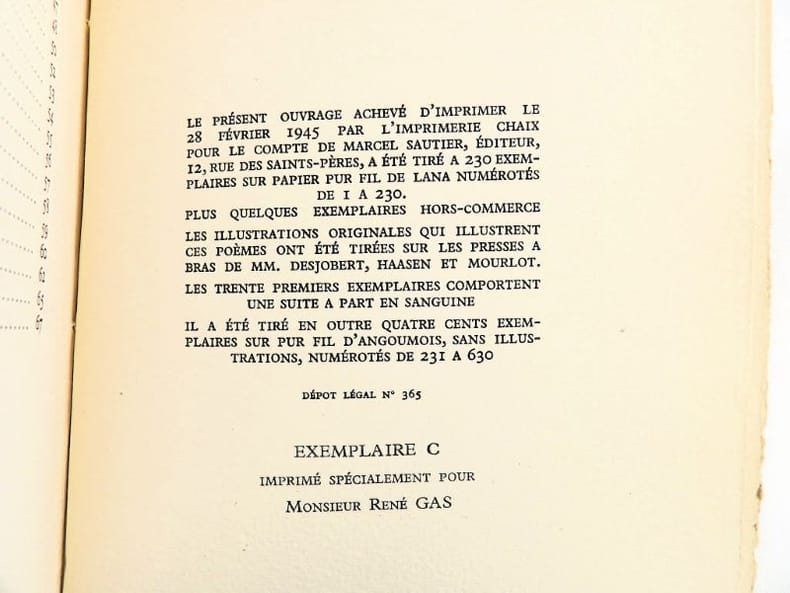 LE PRÉSENT OUVRAGE ACHEVÉ D'IMPRIMER LE
28 FÉVRIER 1945 PAR L'IMPRIMERIE CHAIX
POUR LE COMPTE DE MARCEL SAUTIER, ÉDITEUR,
12, RUE DES SAINTS-PÈRES, A ÉTÉ TIRÉ A 230 EXEM-
PLAIRES SUR PAPIER PUR FIL DE LANA NUMÉROTÉS
DE 1 A 230.
PLUS QUELQUES EXEMPLAIRES HORS-COMMERCE
LES ILLUSTRATIONS ORIGINALES QUI ILLUSTRENT
CES POÈMES ONT ÉTÉ TIRÉES SUR LES PRESSES A
BRAS DE MM. DESJOBERT, HAASEN ET MOURLOT.
LES TRENTE PREMIERS EXEMPLAIRES COMPORTENT
UNE SUITE A PART EN SANGUINE
IL A ÉTÉ TIRÉ EN OUTRE QUATRE CENTS EXEM-
PLAIRES SUR PUR FIL D'ANGOUMOIS, SANS ILLUS-
TRATIONS, NUMÉROTÉS DE 231 A 630
DÉPOT LÉGAL N° 365
EXEMPLAIRE C
IMPRIMÉ SPÉCIALEMENT POUR
MONSIEUR RENÉ GAS